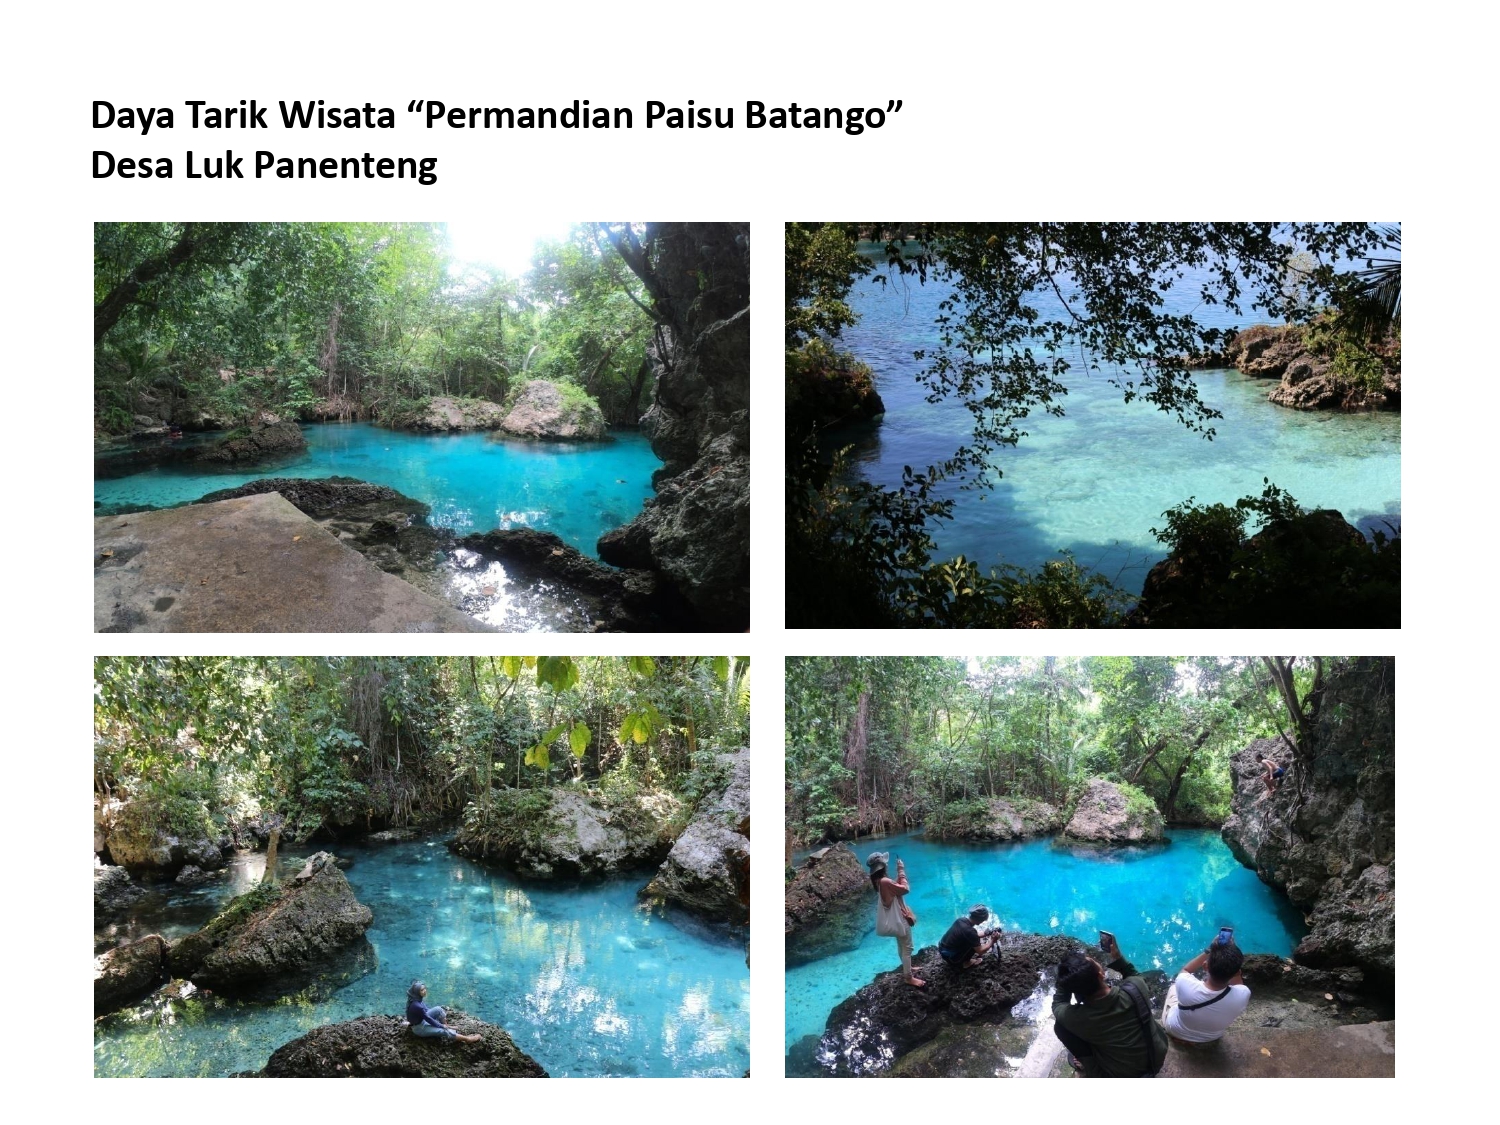 Daya Tarik Wisata “Permandian Paisu Batango”
Desa Luk Panenteng